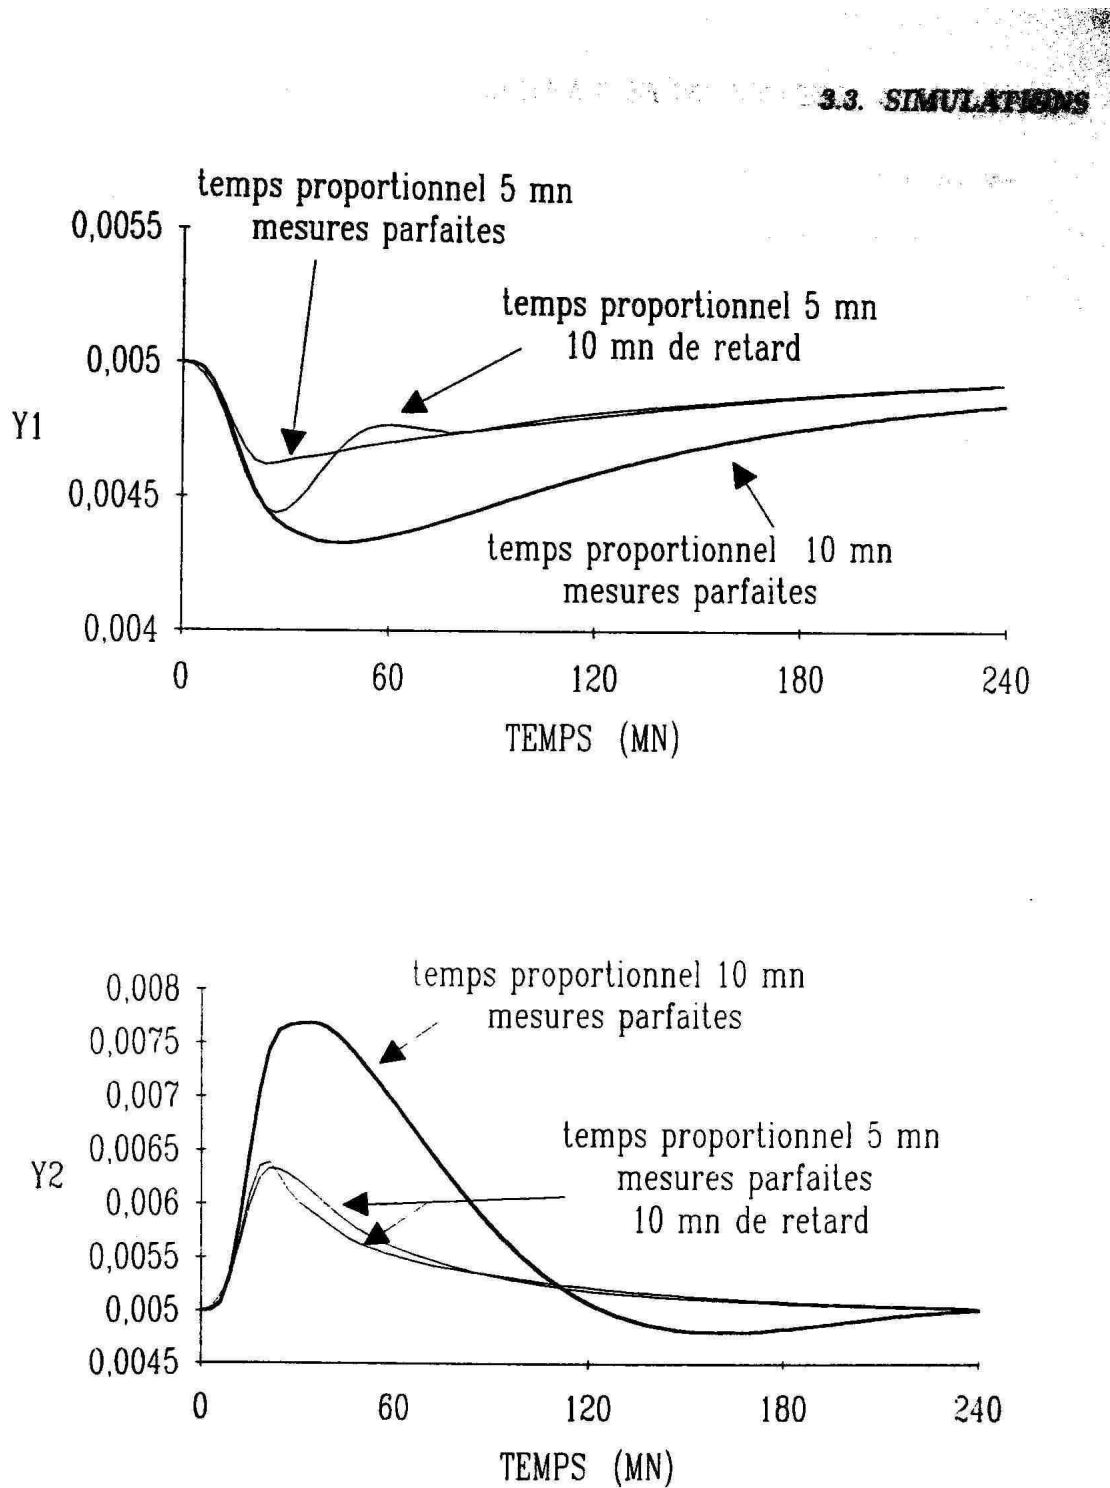 3.3. SIMULATIONS
temps proportionnel 5 mn
mesures parfaites
0,0055
temps proportionnel 5 mn
10 mn de retard
0,005
Y1
0,0045
temps proportionnel 10 mn
mesures parfaites
0,004
0 60 120 180 240
TEMPS (MN)
temps proportionnel 10 mn
mesures parfaites
0,008
0,0075
0,007
temps proportionnel 5 mn
mesures parfaites
10 mn de retard
0,0065
Y2
0,006
0,0055
0,005
0,0045
0 60 120 180 240
TEMPS (MN)